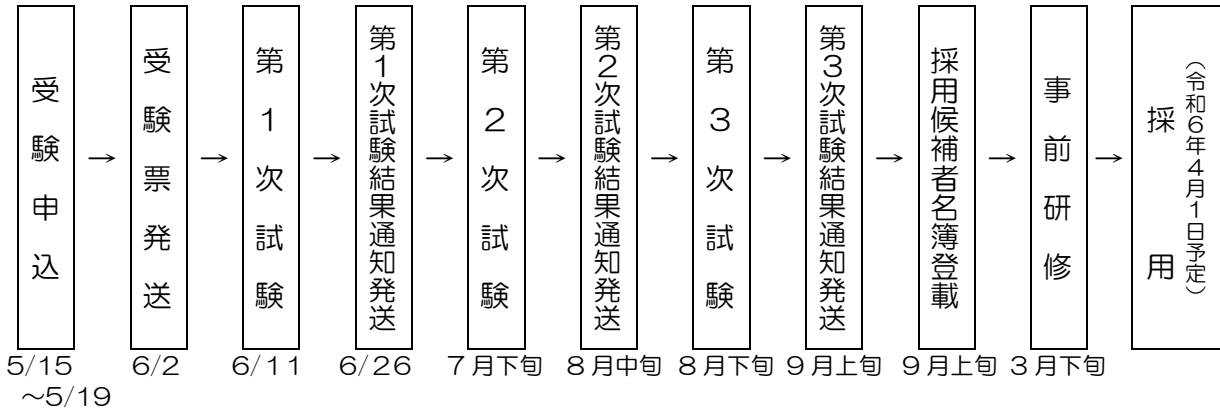 受験申込
→
受験票発送
→
第1次試験
→
第1次試験結果通知発送
→
第2次試験
→
第2次試験結果通知発送
→
第3次試験
→
第3次試験結果通知発送
→
採用候補者名簿登載
→
事前研修
→
採用
(令和6年4月1日予定)
5/15
~5/19
6/2
6/11
6/26
7月下旬
8月中旬
8月下旬
9月上旬
9月上旬
3月下旬